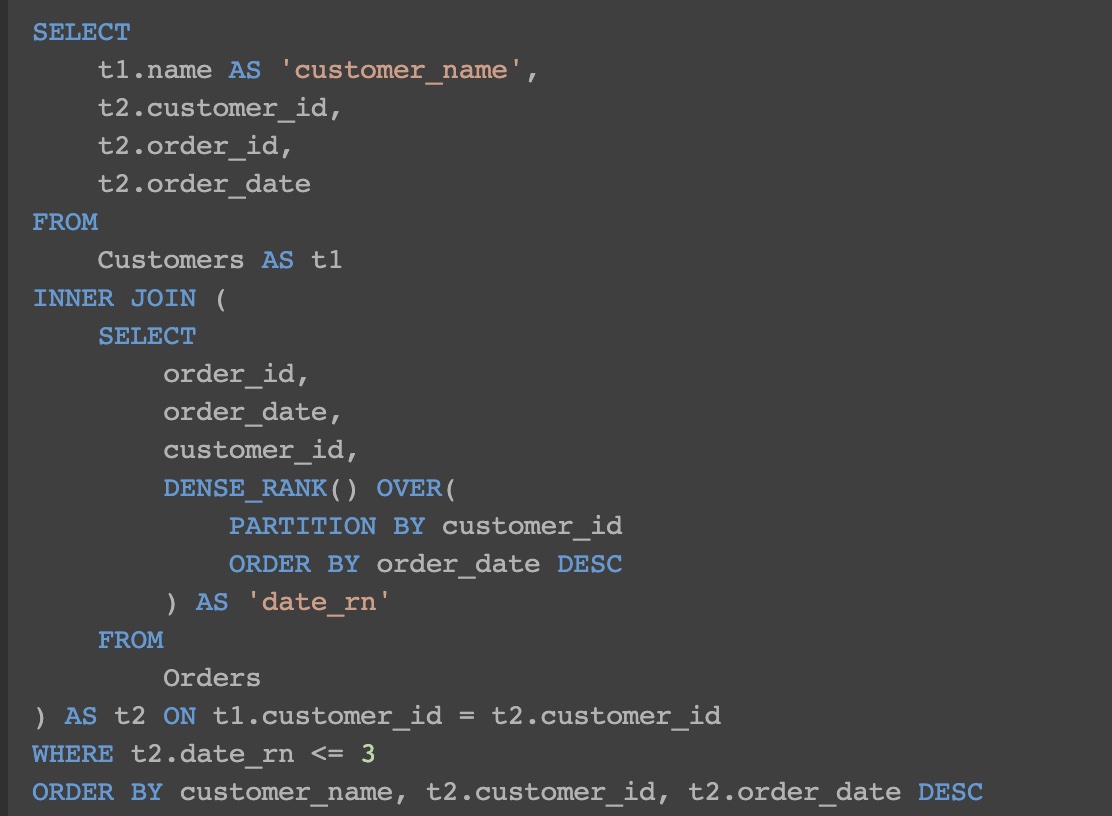 SELECT
    t1.name AS 'customer_name',
    t2.customer_id,
    t2.order_id,
    t2.order_date
FROM
    Customers AS t1
INNER JOIN (
    SELECT
        order_id,
        order_date,
        customer_id,
        DENSE_RANK() OVER(
            PARTITION BY customer_id
            ORDER BY order_date DESC
        ) AS 'date_rn'
    FROM
        Orders
) AS t2 ON t1.customer_id = t2.customer_id
WHERE t2.date_rn <= 3
ORDER BY customer_name, t2.customer_id, t2.order_date DESC